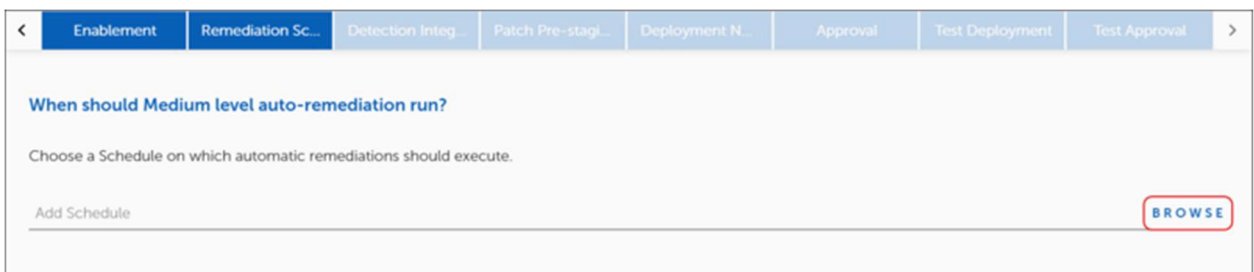 Enablement Remediation Sc... Detection Integ... Patch Pre-stagi... Deployment N... Approval Test Deployment Test Approval
When should Medium level auto-remediation run?
Choose a Schedule on which automatic remediations should execute.
Add Schedule BROWSE